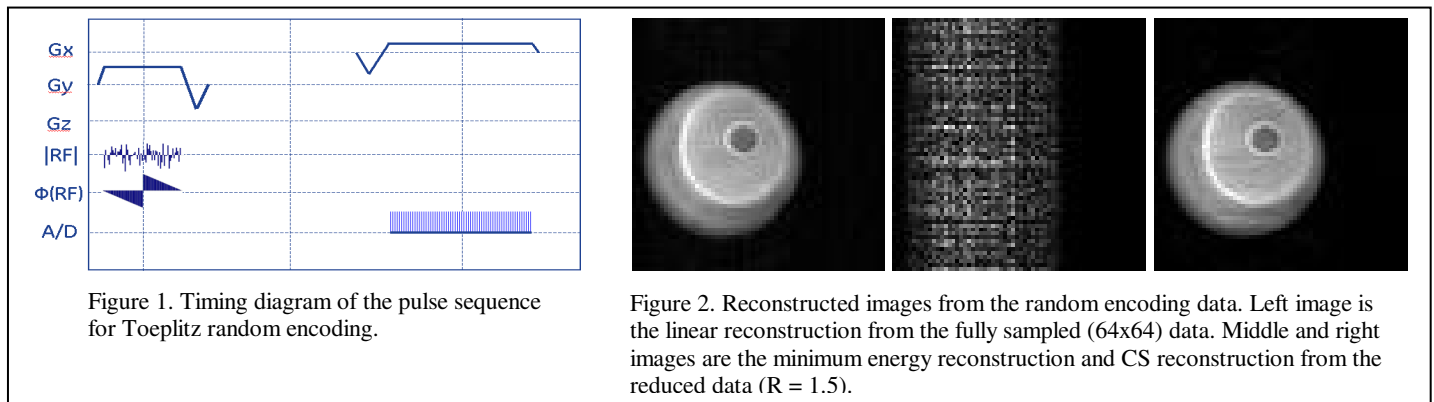 Gx
Gy
Gz
|RF|
Φ(RF)
A/D
Figure 1. Timing diagram of the pulse sequence
for Toeplitz random encoding.
Figure 2. Reconstructed images from the random encoding data. Left image is
the linear reconstruction from the fully sampled (64x64) data. Middle and right
images are the minimum energy reconstruction and CS reconstruction from the
reduced data (R = 1.5).